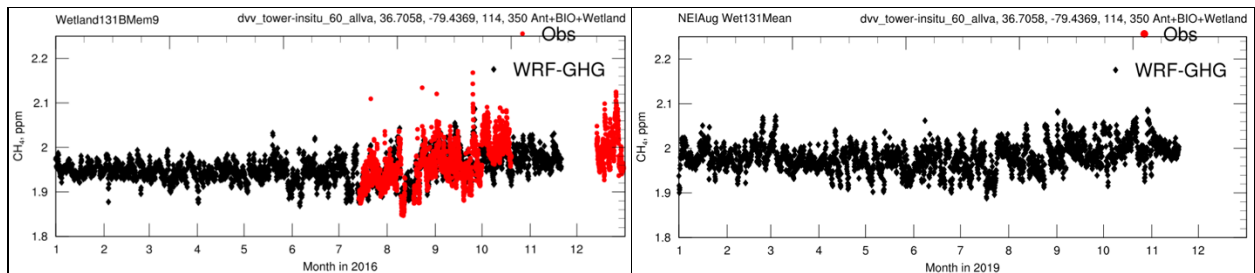 Wetland131BMem9 dvv_tower-insitu_60_allva, 36.7058, -79.4369, 114, 350 Ant+BIO+Wetland
Obs
WRF-GHG
2.2
2.1
2
1.9
1.8
CH4, ppm
1 2 3 4 5 6 7 8 9 10 11 12
Month in 2016
NEIAug Wet131Mean dvv_tower-insitu_60_allva, 36.7058, -79.4369, 114, 350 Ant+BIO+Wetland
Obs
WRF-GHG
2.2
2.1
2
1.9
1.8
CH4, ppm
1 2 3 4 5 6 7 8 9 10 11 12
Month in 2019